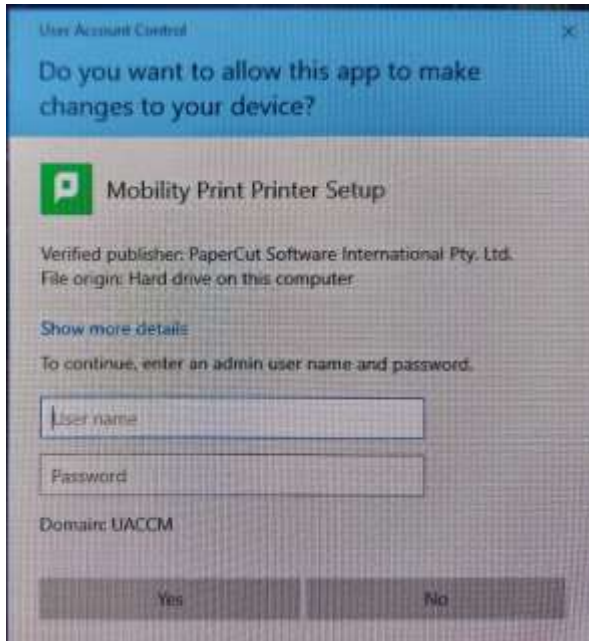 User Account Control
Do you want to allow this app to make
changes to your device?
Mobility Print Printer Setup
Verified publisher: PaperCut Software International Pty. Ltd.
File origin: Hard drive on this computer
Show more details
To continue, enter an admin user name and password.
User name
Password
Domain: UACCM
Yes
No